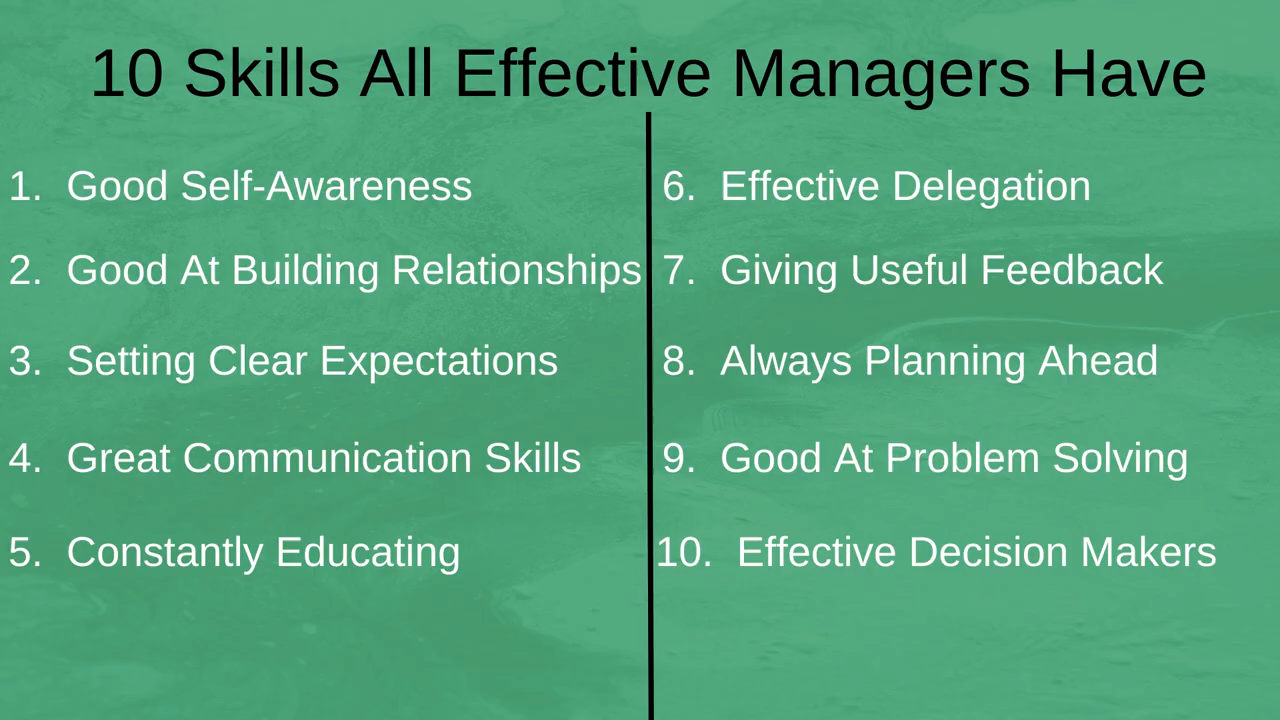 10 Skills All Effective Managers Have
1. Good Self-Awareness
2. Good At Building Relationships
3. Setting Clear Expectations
4. Great Communication Skills
5. Constantly Educating
6. Effective Delegation
7. Giving Useful Feedback
8. Always Planning Ahead
9. Good At Problem Solving
10. Effective Decision Makers